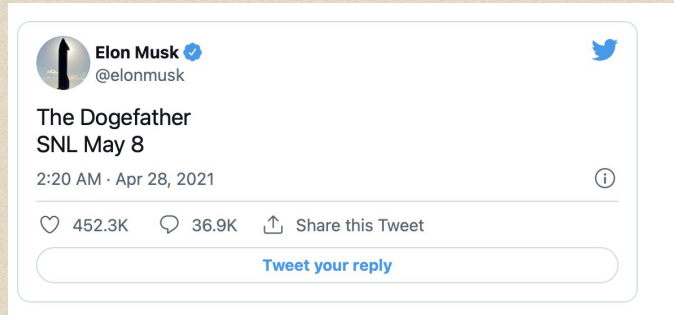 Elon Musk
@elonmusk
The Dogefather
SNL May 8
2:20 AM · Apr 28, 2021
452.3K 36.9K Share this Tweet
Tweet your reply